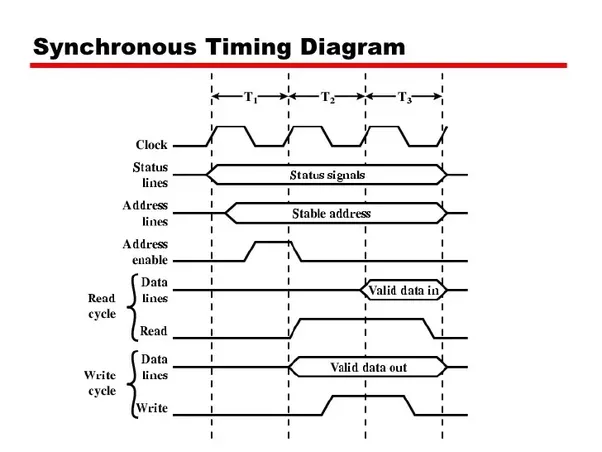 Synchronous Timing Diagram
T1 T2 T3
Clock
Status
lines
Status signals
Address
lines
Stable address
Address
enable
Read
cycle
Data
lines
Valid data in
Read
Write
cycle
Data
lines
Valid data out
Write